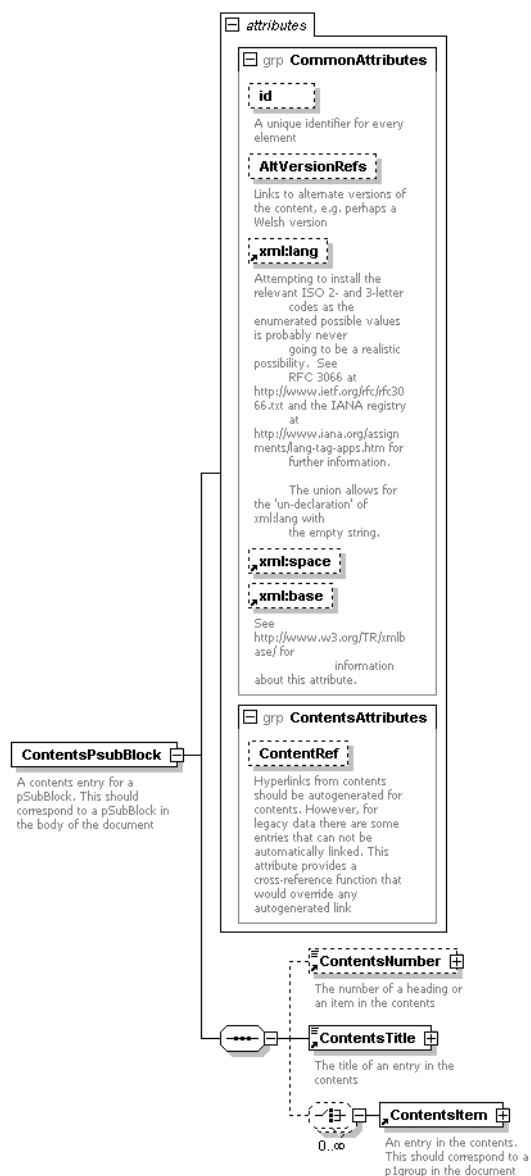 attributes
grp CommonAttributes
id
A unique identifier for every
element
AltVersionRefs
Links to alternate versions of
the content, e.g. perhaps a
Welsh version
xml:lang
Attempting to install the
relevant ISO 2- and 3-letter
codes as the
enumerated possible values
is probably never
going to be a realistic
possibility. See
RFC 3066 at
http://www.ietf.org/rfc/rfc30
66.txt and the IANA registry
at
http://www.iana.org/assign
ments/lang-tag-apps.htm for
further information.
The union allows for
the 'un-declaration' of
xml:lang with
the empty string.
xml:space
xml:base
See
http://www.w3.org/TR/xmlb
ase/ for
information
about this attribute.
grp ContentsAttributes
ContentRef
Hyperlinks from contents
should be autogenerated for
contents. However, for
legacy data there are some
entries that can not be
automatically linked. This
attribute provides a
cross-reference function that
would override any
autogenerated link
ContentsPsubBlock
A contents entry for a
pSubBlock. This should
correspond to a pSubBlock in
the body of the document
ContentsNumber
The number of a heading or
an item in the contents
ContentsTitle
The title of an entry in the
contents
ContentsItem
0..∞
An entry in the contents.
This should correspond to a
p1group in the document